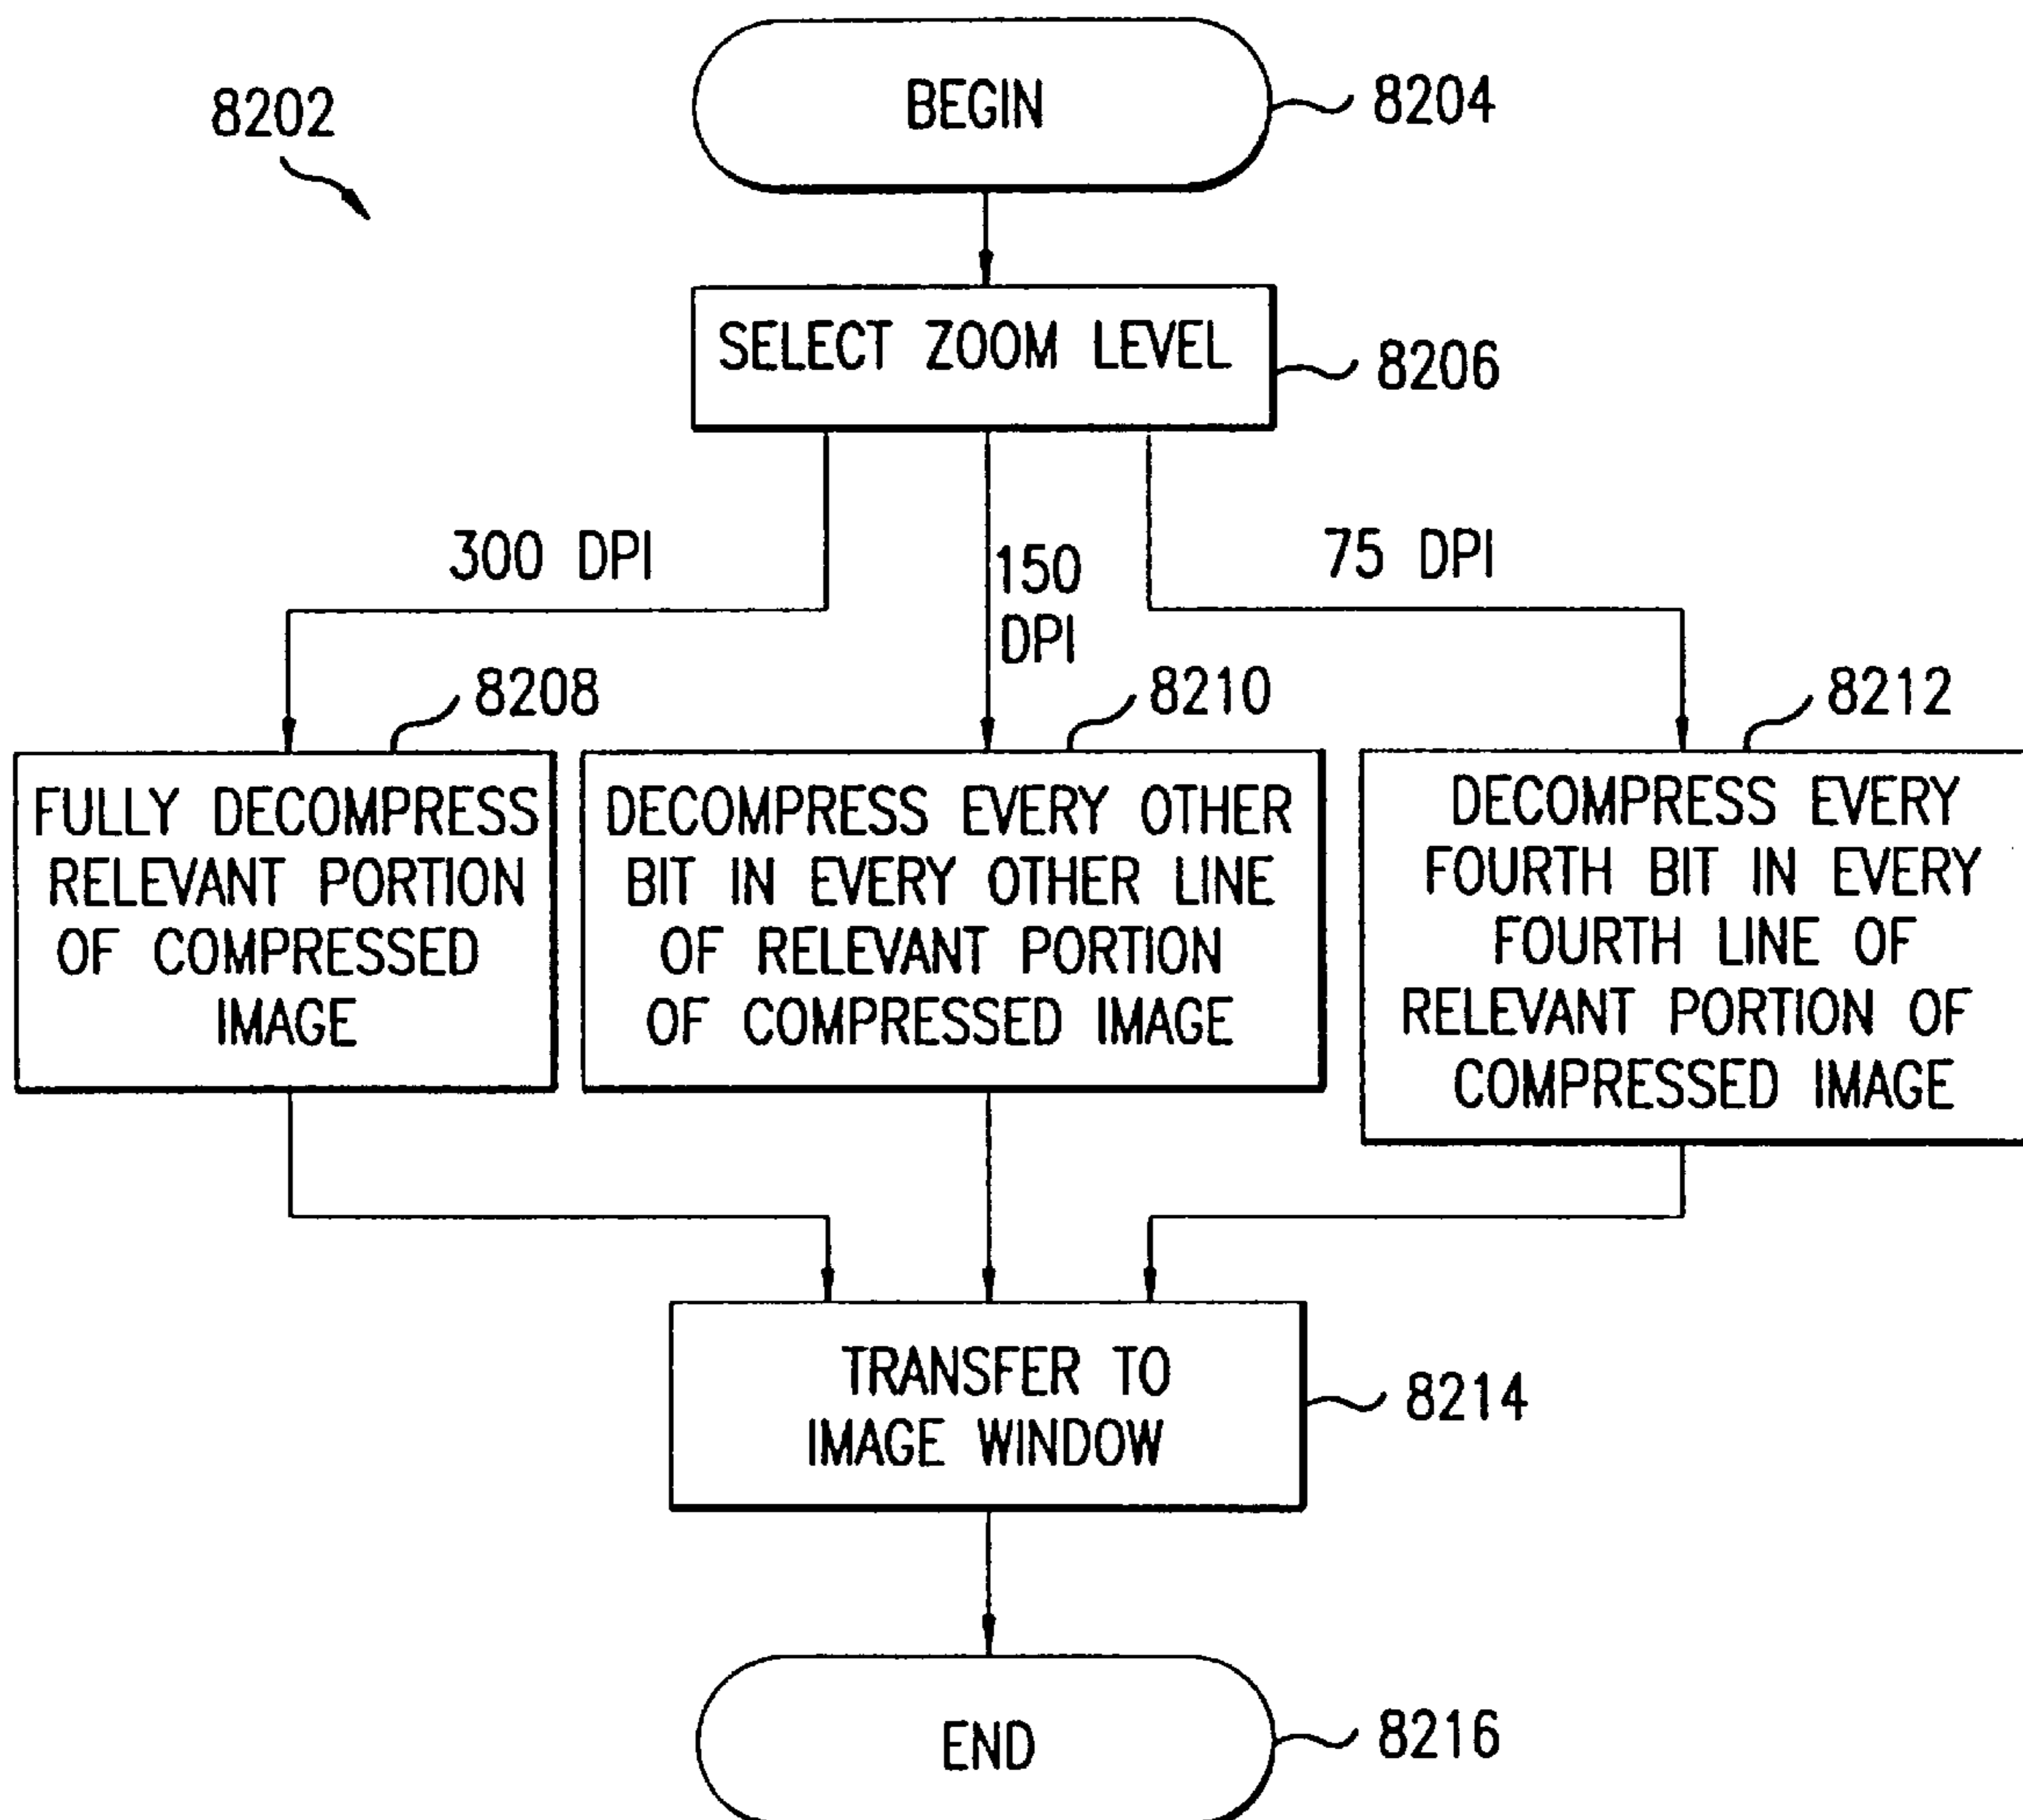 8202
BEGIN
8204
SELECT ZOOM LEVEL
8206
300 DPI
150
DPI
75 DPI
8208
8210
8212
FULLY DECOMPRESS
RELEVANT PORTION
OF COMPRESSED
IMAGE
DECOMPRESS EVERY OTHER
BIT IN EVERY OTHER LINE
OF RELEVANT PORTION
OF COMPRESSED IMAGE
DECOMPRESS EVERY
FOURTH BIT IN EVERY
FOURTH LINE OF
RELEVANT PORTION OF
COMPRESSED IMAGE
TRANSFER TO
IMAGE WINDOW
8214
END
8216